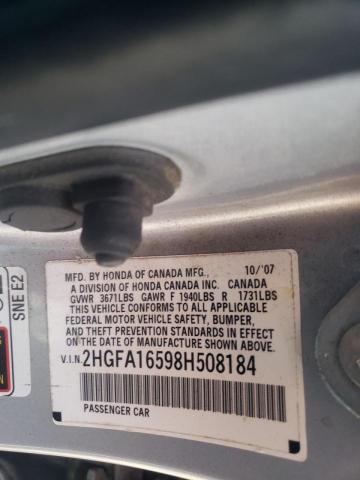 SNE E2
MFD. BY HONDA OF CANADA MFG., 10/'07
A DIVISION OF HONDA CANADA INC. CANADA
GVWR 3671LBS GAWR F 1940LBS R 1731LBS
THIS VEHICLE CONFORMS TO ALL APPLICABLE
FEDERAL MOTOR VEHICLE SAFETY, BUMPER,
AND THEFT PREVENTION STANDARDS IN EFFECT
ON THE DATE OF MANUFACTURE SHOWN ABOVE.
V.I.N. 2HGFA16598H508184
PASSENGER CAR